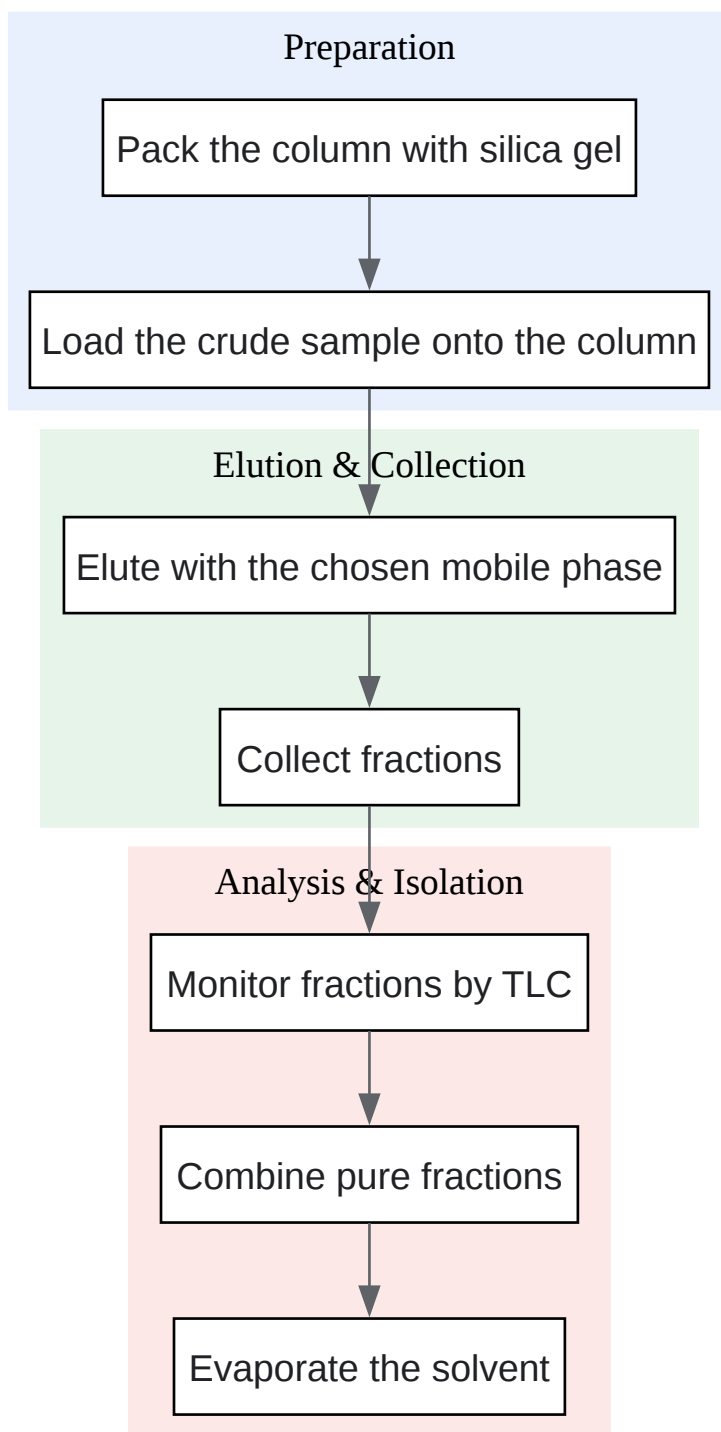 Preparation
Pack the column with silica gel
Load the crude sample onto the column
Elution & Collection
Elute with the chosen mobile phase
Collect fractions
Analysis & Isolation
Monitor fractions by TLC
Combine pure fractions
Evaporate the solvent